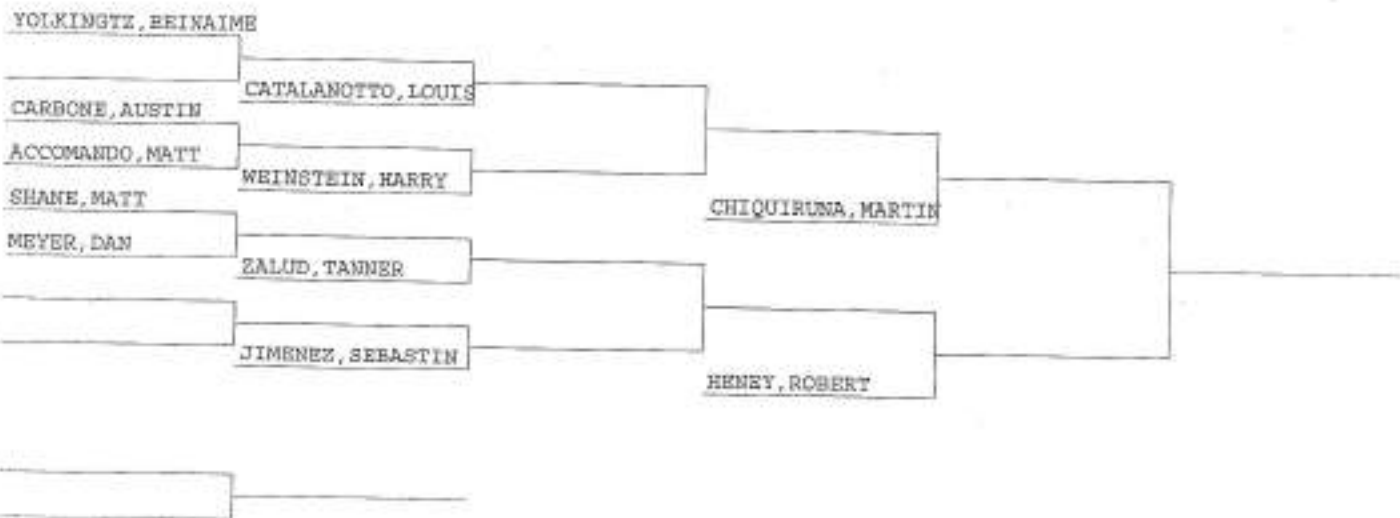 YOLKINGTZ,BEINAIME
CATALANOTTO,LOUIS
CARBONE,AUSTIN
ACCOMANDO,MATT
WEINSTEIN,HARRY
SHANE,MATT
CHIQUIRUNA,MARTIN
MEYER,DAN
ZALUD,TANNER
JIMENEZ,SEBASTIN
HENEY,ROBERT